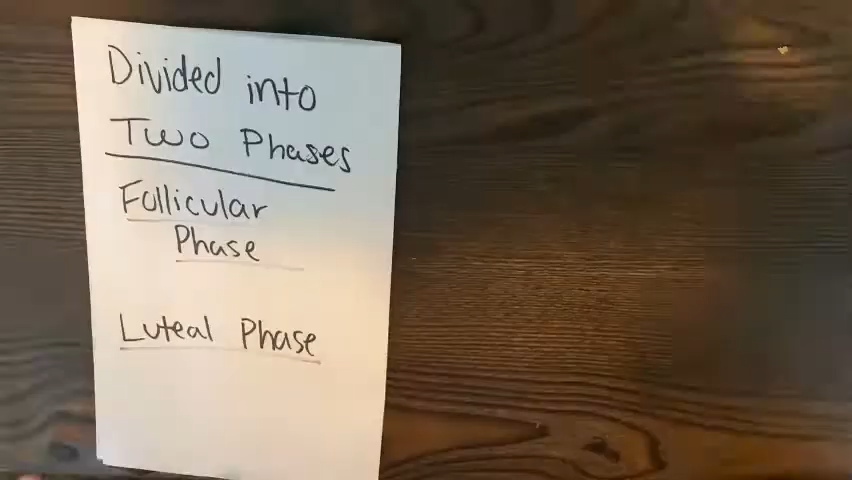 Divided into
Two Phases
Follicular
Phase
Luteal Phase